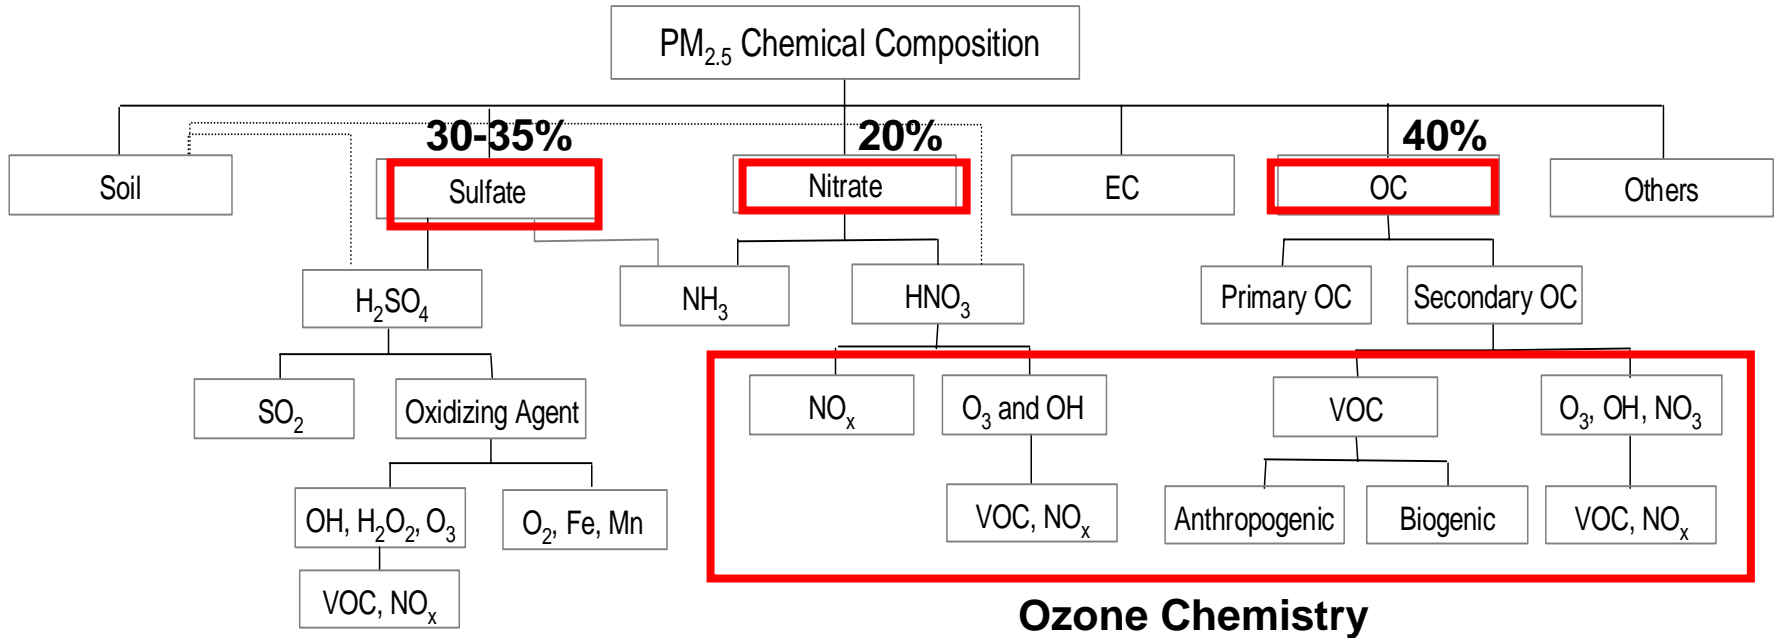 PM2.5 Chemical Composition
30-35%
20%
40%
Soil
Sulfate
Nitrate
EC
OC
Others
H2SO4
NH3
HNO3
Primary OC
Secondary OC
SO2
Oxidizing Agent
NOx
O3 and OH
VOC
O3, OH, NO3
OH, H2O2, O3
O2, Fe, Mn
VOC, NOx
Anthropogenic
Biogenic
VOC, NOx
VOC, NOx
Ozone Chemistry